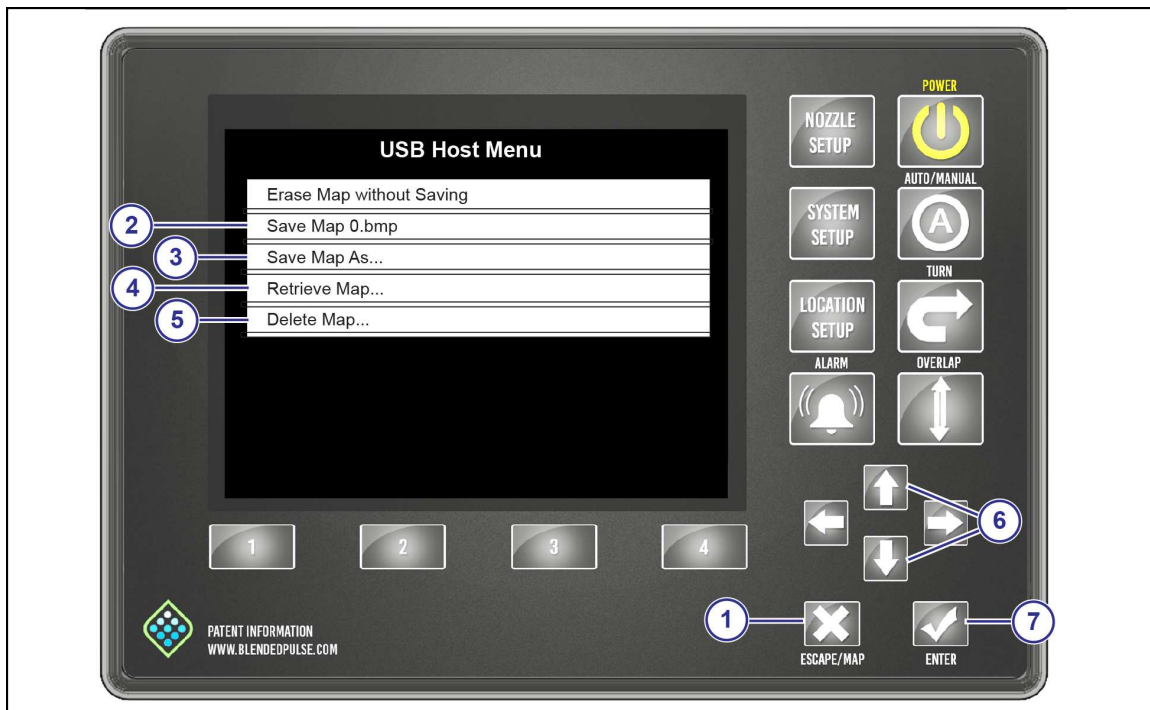 USB Host Menu
Erase Map without Saving
Save Map 0.bmp
Save Map As...
Retrieve Map...
Delete Map...
2
3
4
5
POWER
NOZZLE
SETUP
AUTO/MANUAL
SYSTEM
SETUP
A
TURN
LOCATION
SETUP
ALARM
OVERLAP
6
1
2
3
4
1
7
PATENT INFORMATION
WWW.BLENDEDPULSE.COM
ESCAPE/MAP
ENTER